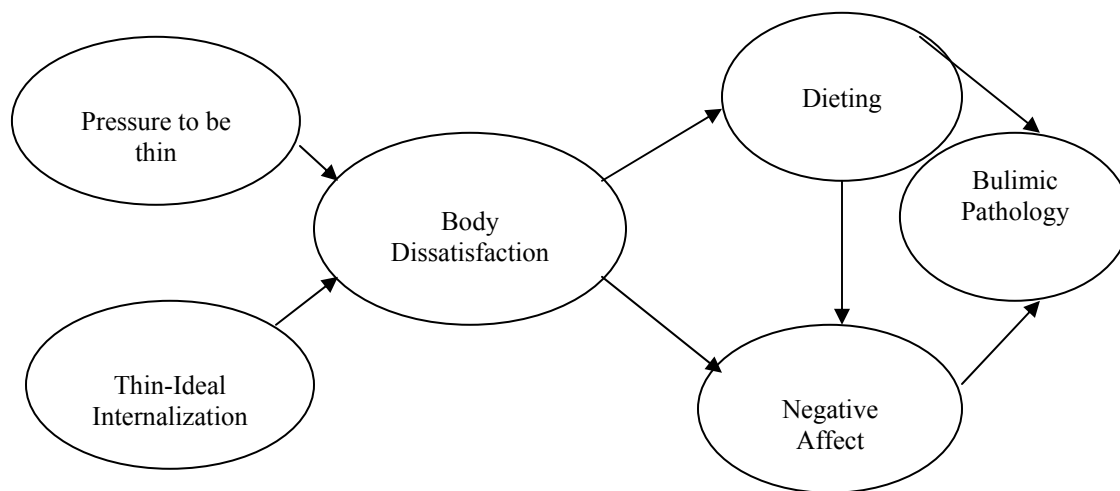 Pressure to be
thin
Thin-Ideal
Internalization
Body
Dissatisfaction
Dieting
Negative
Affect
Bulimic
Pathology